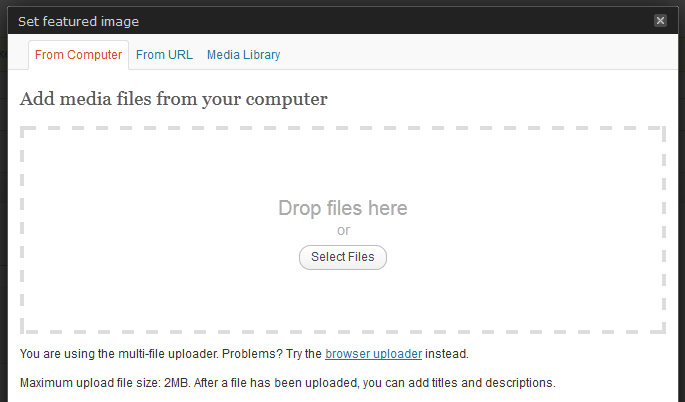 Set featured image
From Computer From URL Media Library
Add media files from your computer
Drop files here
or
Select Files
You are using the multi-file uploader. Problems? Try the browser uploader instead.
Maximum upload file size: 2MB. After a file has been uploaded, you can add titles and descriptions.